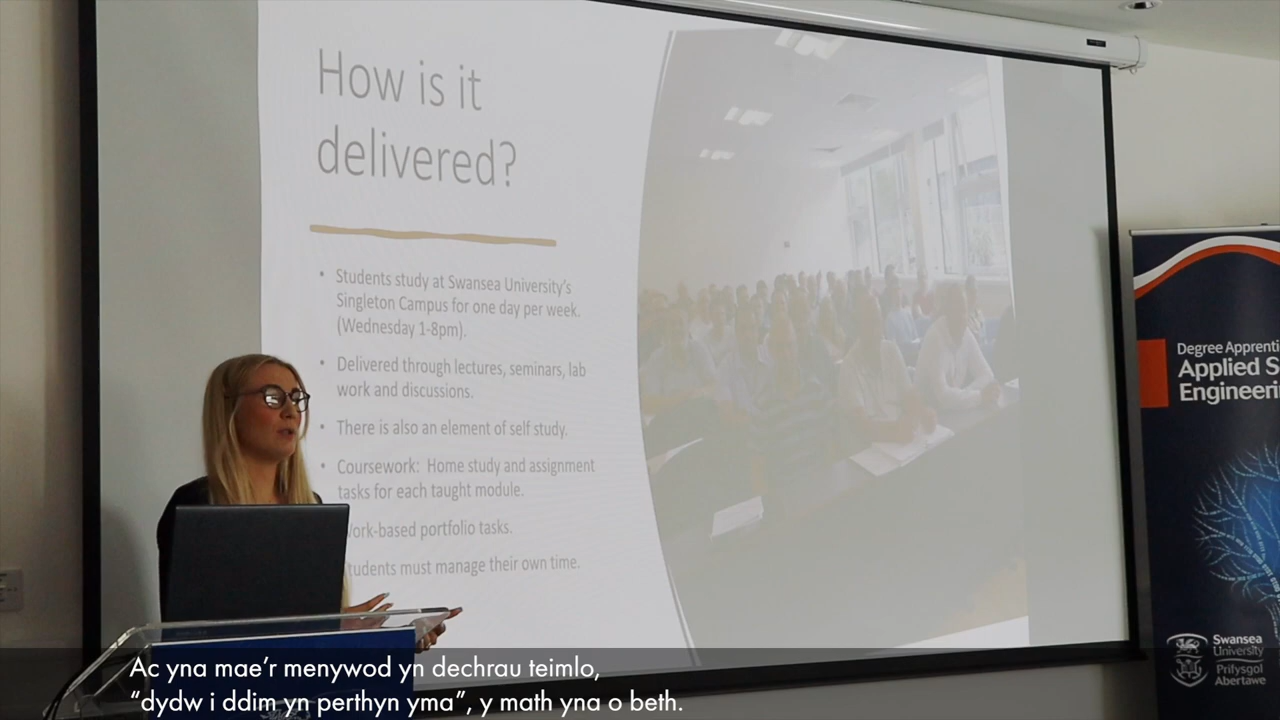 How is it
delivered?
• Students study at Swansea University's
Singleton Campus for one day per week.
(Wednesday 1-8pm).
• Delivered through lectures, seminars, lab
work and discussions.
• There is also an element of self study.
• Coursework: Home study and assignment
tasks for each taught module.
Work-based portfolio tasks.
students must manage their own time.
Degree Apprenti
Applied S
Engineeri
Swansea
University
Prifysgol
Abertawe
Ac yna mae'r menywod yn dechrau teimlo,
“dydw i ddim yn perthyn yma”, y math yna o beth.